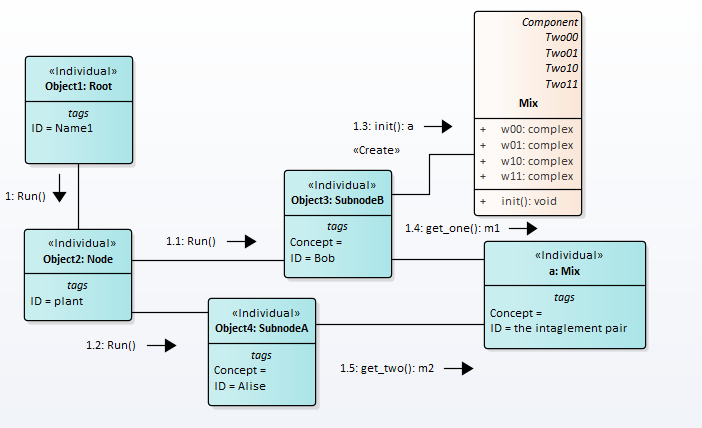 Component
Two00
Two01
Two10
Two11
Mix
+ w00: complex
+ w01: complex
+ w10: complex
+ w11: complex
+ init(): void
«Individual»
Object1: Root
tags
ID = Name1
1.3: init(): a
«Create»
1: Run()
«Individual»
Object3: SubnodeB
tags
Concept =
ID = Bob
1.4: get_one(): m1
«Individual»
Object2: Node
tags
ID = plant
1.1: Run()
«Individual»
a: Mix
tags
Concept =
ID = the intaglement pair
«Individual»
Object4: SubnodeA
tags
Concept =
ID = Alise
1.2: Run()
1.5: get_two(): m2